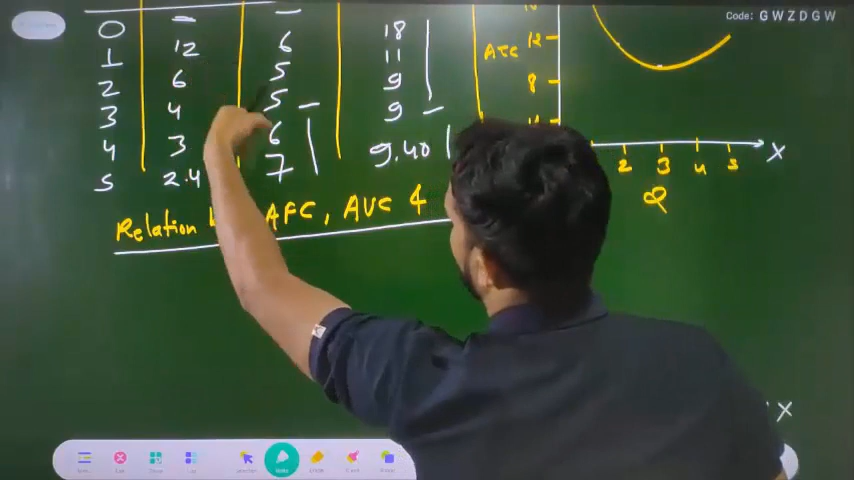 Code: GWZDGW
0 — —
1 12 6 18
2 6 5 11
3 4 5 9
4 3 6 9
5 2.4 7 9.40
Relation AFC, AVC &
ATC
12
8
2 3 4 5 X
Q
X